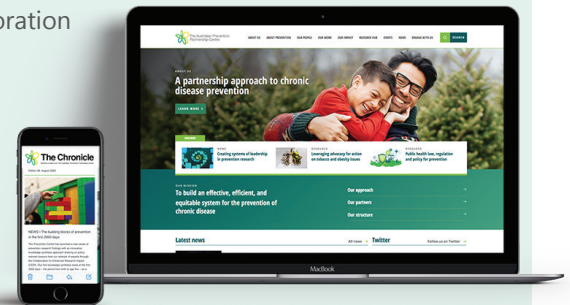 oration
The Australian Prevention
Partnership Centre
ABOUT US ABOUT PREVENTION OUR PEOPLE OUR WORK OUR IMPACT RESOURCE HUB EVENTS NEWS ENGAGE WITH US SEARCH
ABOUT US
A partnership approach to chronic
disease prevention
LEARN MORE
NEWS
Creating systems of leadership
in prevention research
RESOURCE
Leveraging advocacy for action
on tobacco and obesity issues
RESOURCE
Public health law, regulation
and policy for prevention
OUR MISSION
To build an effective, efficient, and
equitable system for the prevention of
chronic disease
Our approach
Our partners
Our structure
Latest news
All news
Twitter
Follow us on Twitter
MacBook
The Chronicle
NEWS • The building blocks of prevention
in the first 2000 days